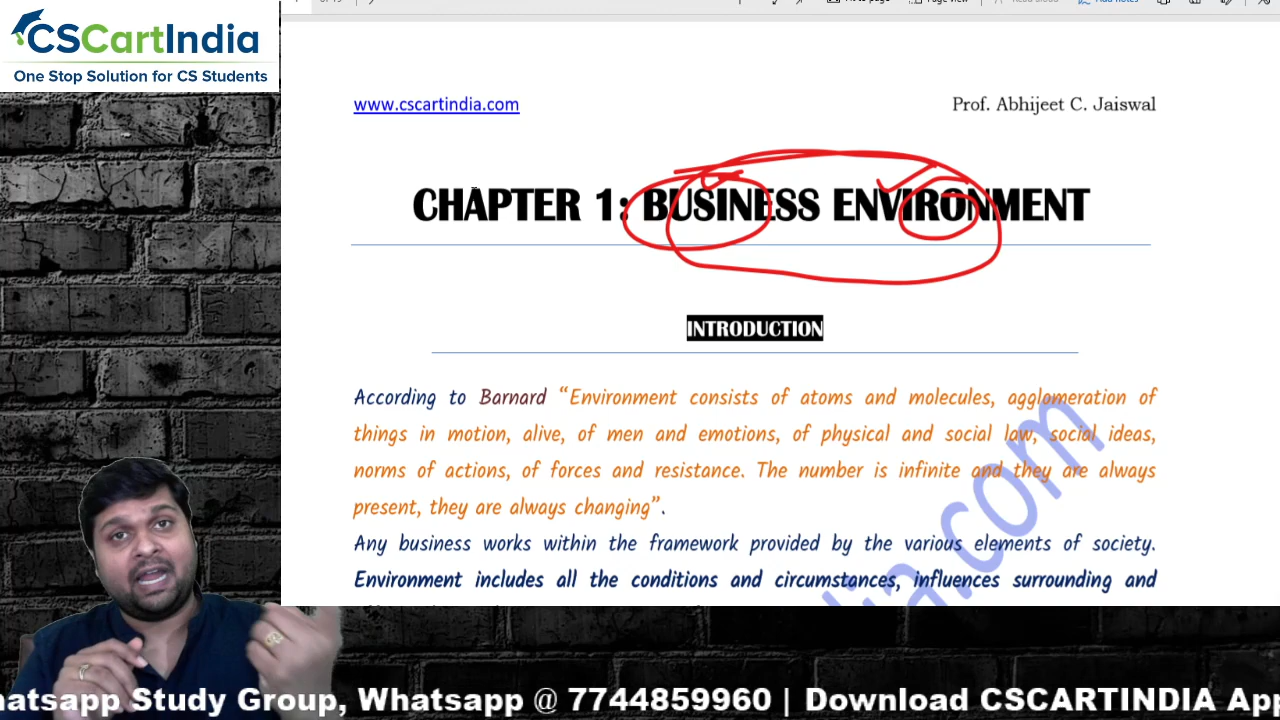 CSCartIndia
One Stop Solution for CS Students
www.cscartindia.com
Prof. Abhijeet C. Jaiswal
CHAPTER 1: BUSINESS ENVIRONMENT
INTRODUCTION
According to Barnard “Environment consists of atoms and molecules, agglomeration of
things in motion, alive, of men and emotions, of physical and social law, social ideas,
norms of actions, of forces and resistance. The number is infinite and they are always
present, they are always changing”.
Any business works within the framework provided by the various elements of society.
Environment includes all the conditions and circumstances, influences surrounding and
hatsapp Study Group, Whatsapp @ 7744859960 | Download CSCARTINDIA App